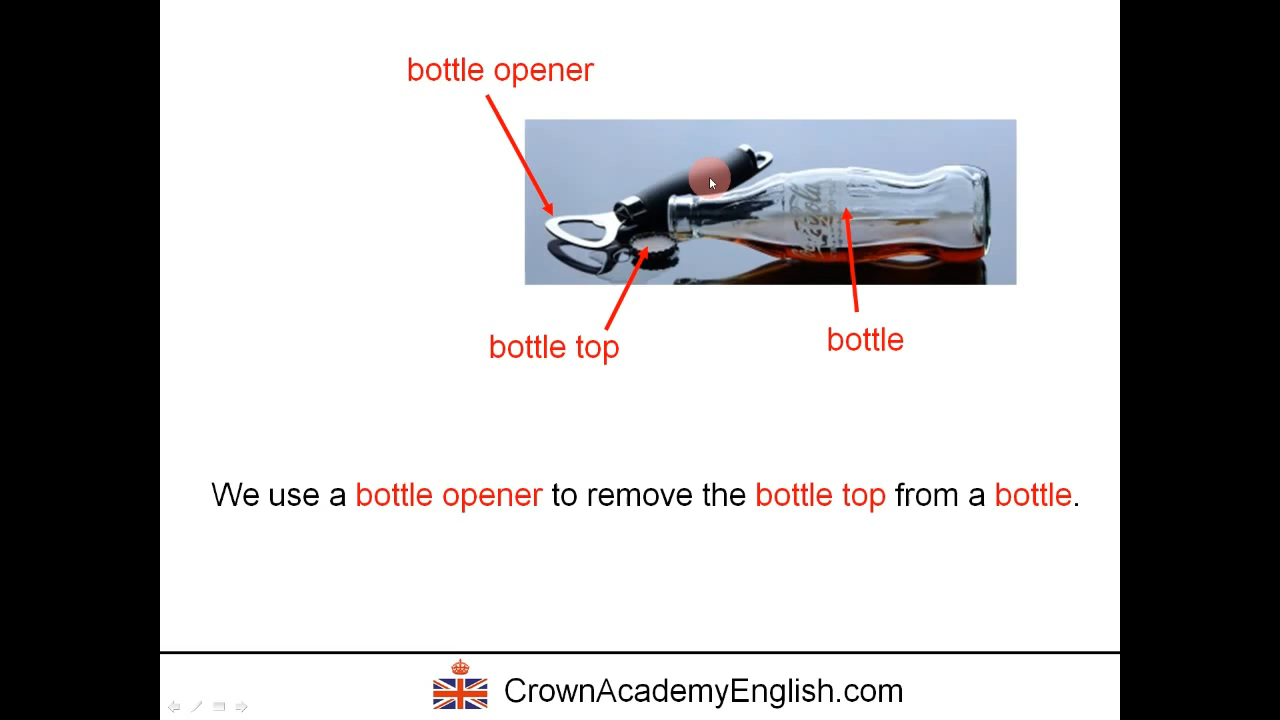 bottle opener
bottle top
bottle
We use a bottle opener to remove the bottle top from a bottle.
CrownAcademyEnglish.com